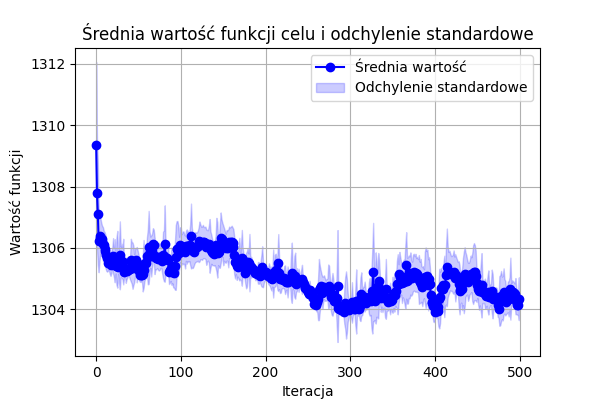 Średnia wartość funkcji celu i odchylenie standardowe
Średnia wartość
Odchylenie standardowe
Wartość funkcji
1312
1310
1308
1306
1304
0 100 200 300 400 500
Iteracja